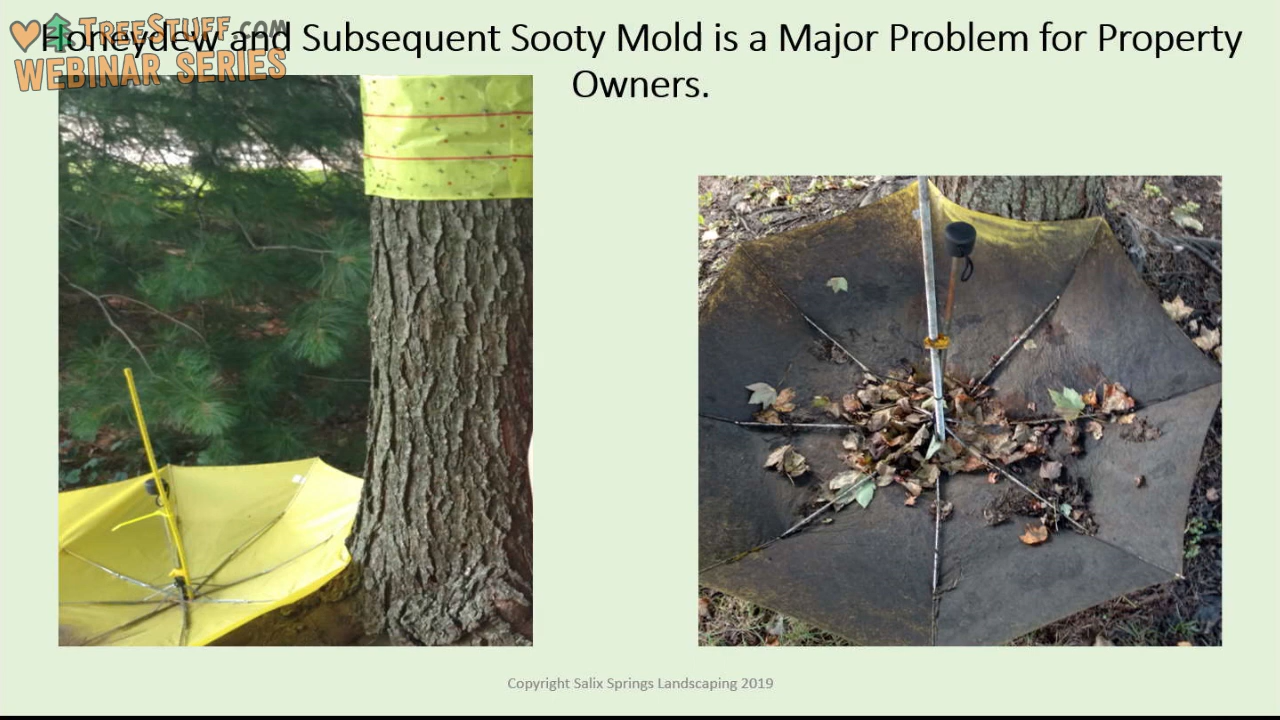 TREESTUFF.COM
WEBINAR SERIES
Honeydew and Subsequent Sooty Mold is a Major Problem for Property
Owners.
Copyright Salix Springs Landscaping 2019